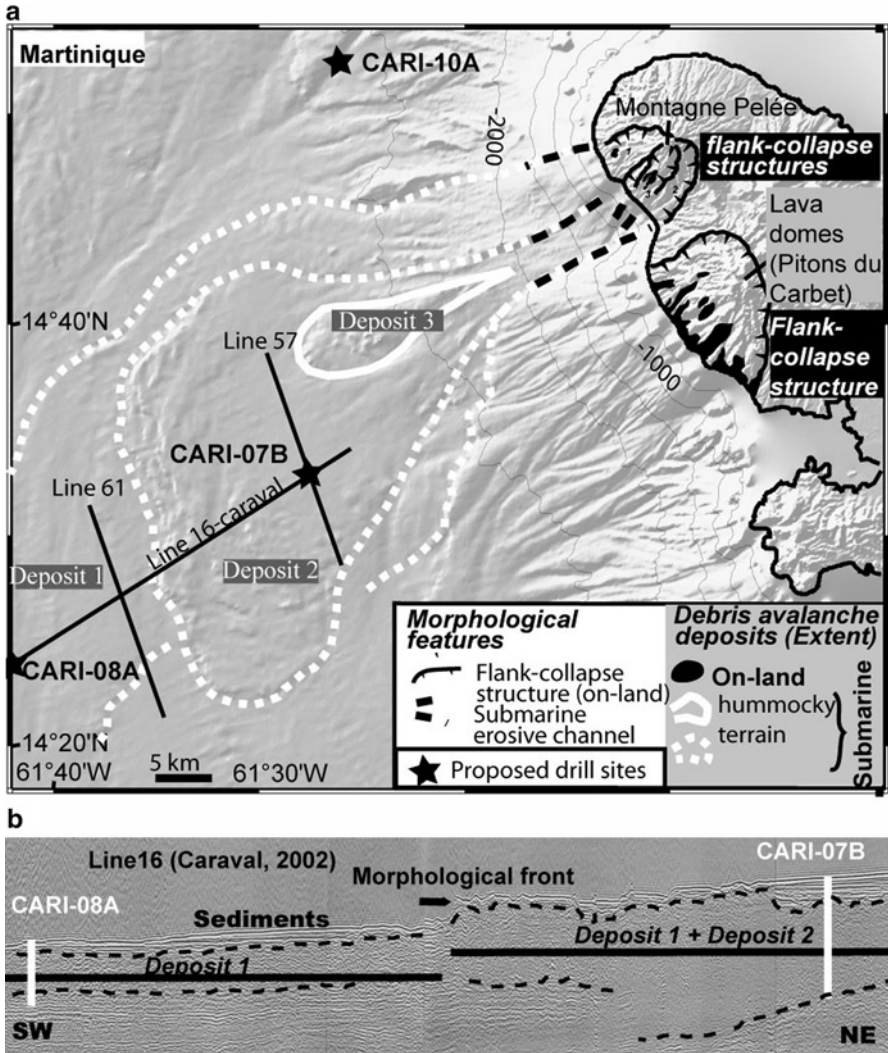 a
Martinique
CARI-10A
-2000
Montagne Pelée
flank-collapse
structures
1
2
3
Lava
domes
(Pitons du
Carbet)
Flank-
collapse
structure
14°40'N
Deposit 3
Line 57
-1000
CARI-07B
Line 61
Line 16-caraval
Deposit 1
Deposit 2
CARI-08A
14°20'N
61°40'W
5 km
61°30'W
Morphological
features
Flank-collapse
structure (on-land)
Submarine
erosive channel
Proposed drill sites
Debris avalanche
deposits (Extent)
On-land
hummocky
terrain
Submarine
b
Line16 (Caraval, 2002)
CARI-07B
Morphological front
CARI-08A
Sediments
Deposit 1 + Deposit 2
Deposit 1
SW
NE